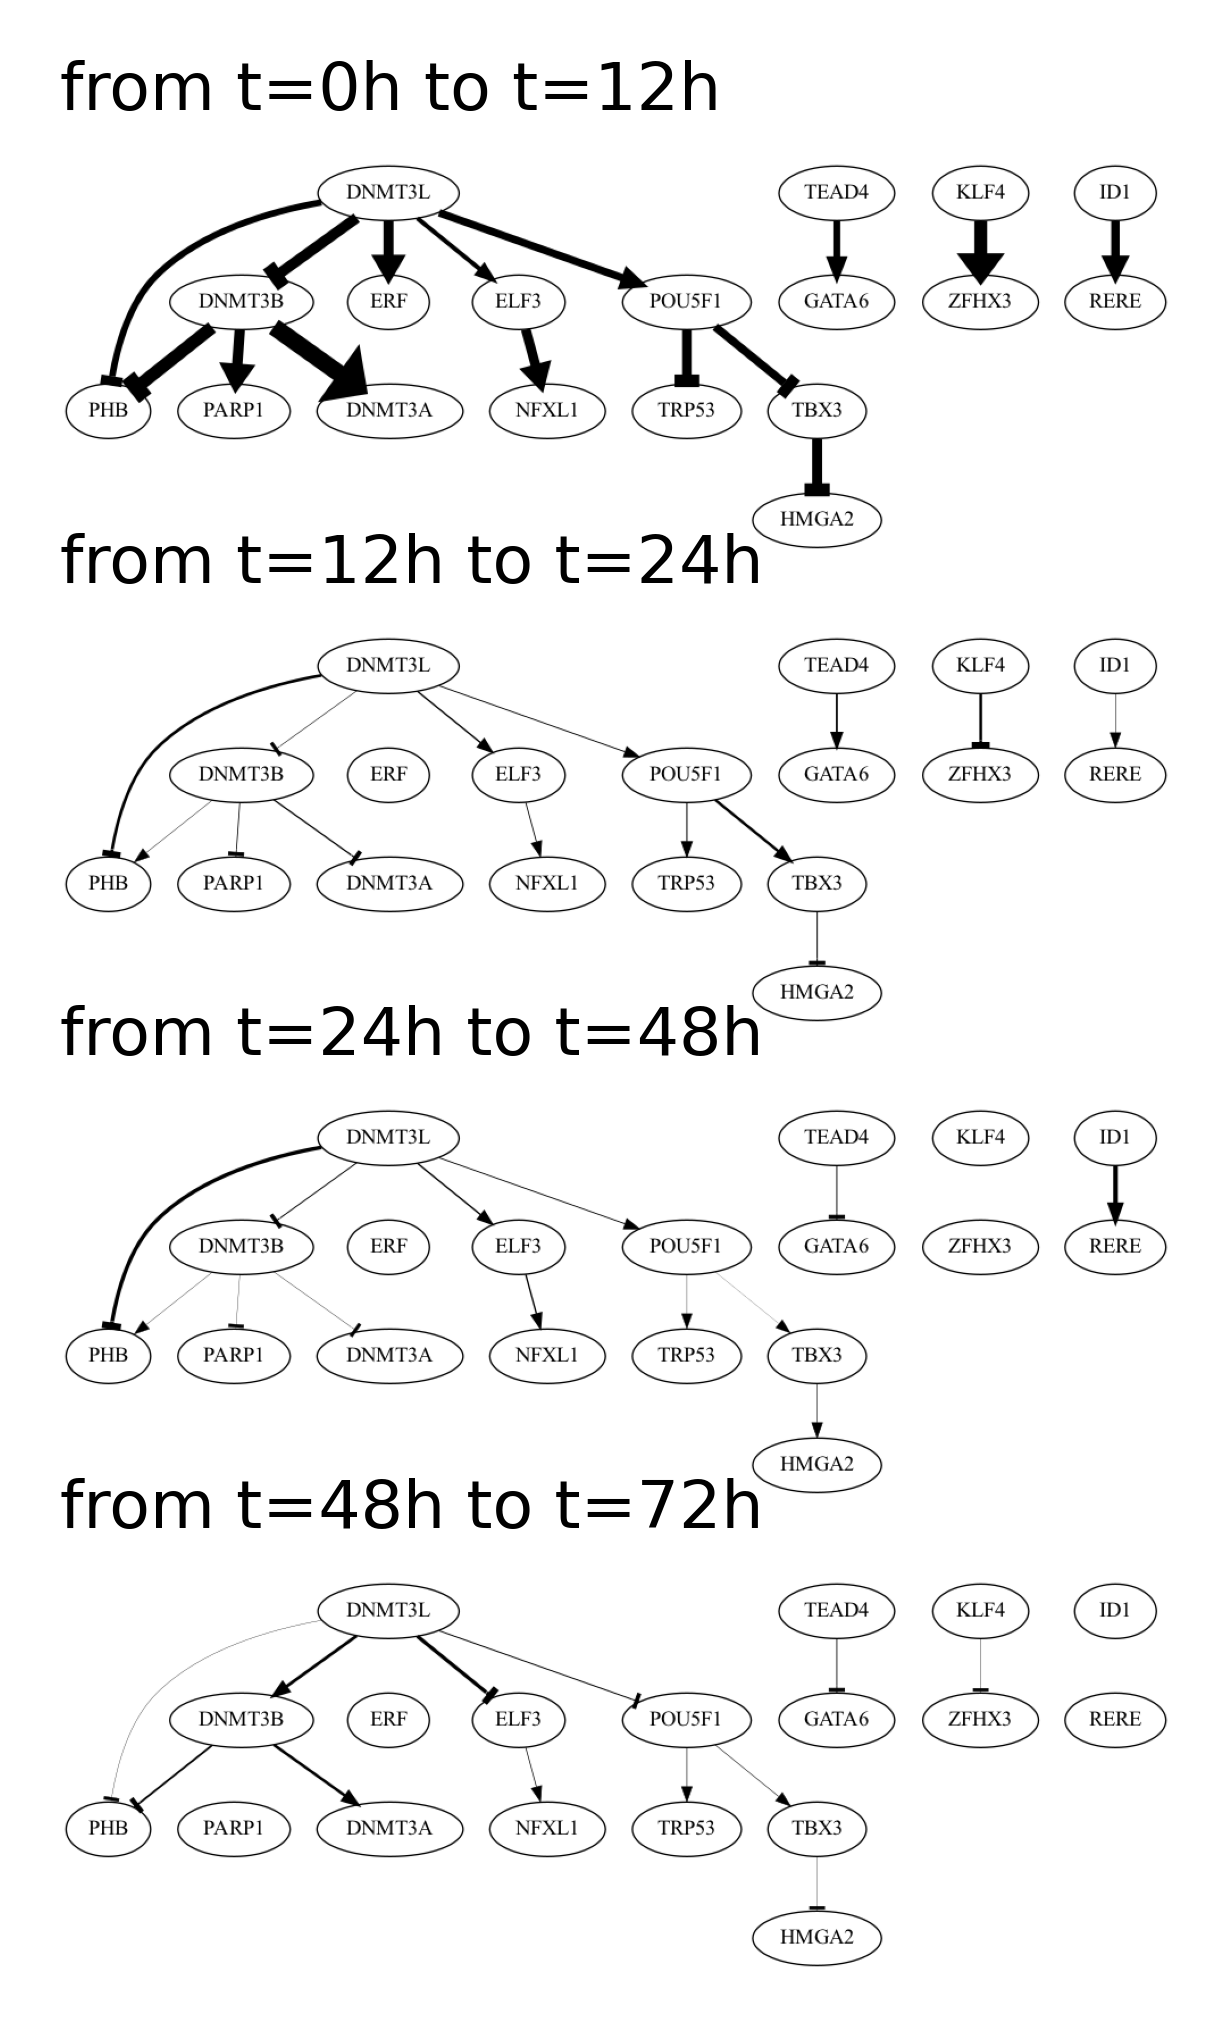 from t=0h to t=12h
DNMT3L TEAD4 KLF4 ID1
DNMT3B ERF ELF3 POU5F1 GATA6 ZFHX3 RERE
PHB PARP1 DNMT3A NFXL1 TRP53 TBX3
HMGA2
from t=12h to t=24h
DNMT3L TEAD4 KLF4 ID1
DNMT3B ERF ELF3 POU5F1 GATA6 ZFHX3 RERE
PHB PARP1 DNMT3A NFXL1 TRP53 TBX3
HMGA2
from t=24h to t=48h
DNMT3L TEAD4 KLF4 ID1
DNMT3B ERF ELF3 POU5F1 GATA6 ZFHX3 RERE
PHB PARP1 DNMT3A NFXL1 TRP53 TBX3
HMGA2
from t=48h to t=72h
DNMT3L TEAD4 KLF4 ID1
DNMT3B ERF ELF3 POU5F1 GATA6 ZFHX3 RERE
PHB PARP1 DNMT3A NFXL1 TRP53 TBX3
HMGA2